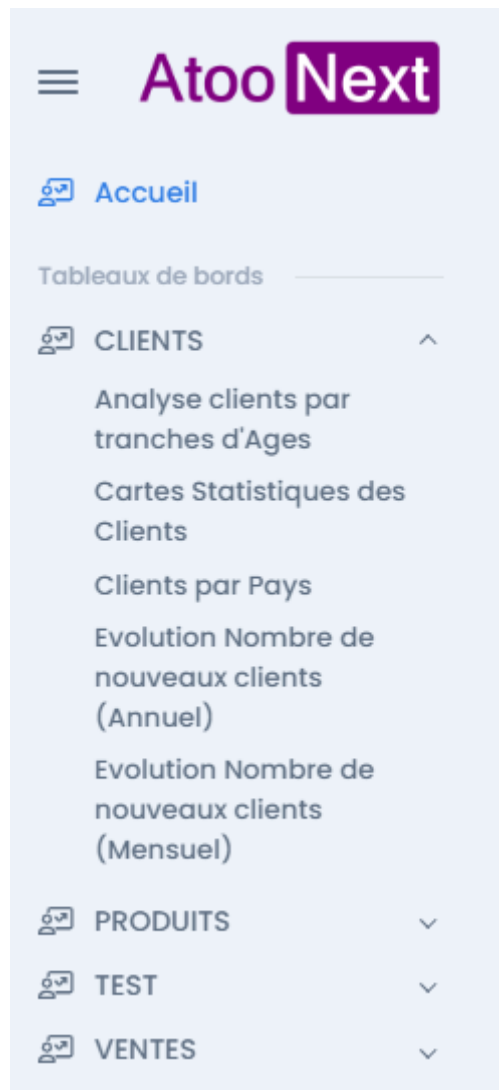 Atoo Next
Accueil
Tableaux de bords
CLIENTS
Analyse clients par
tranches d'Ages
Cartes Statistiques des
Clients
Clients par Pays
Evolution Nombre de
nouveaux clients
(Annuel)
Evolution Nombre de
nouveaux clients
(Mensuel)
PRODUITS
TEST
VENTES